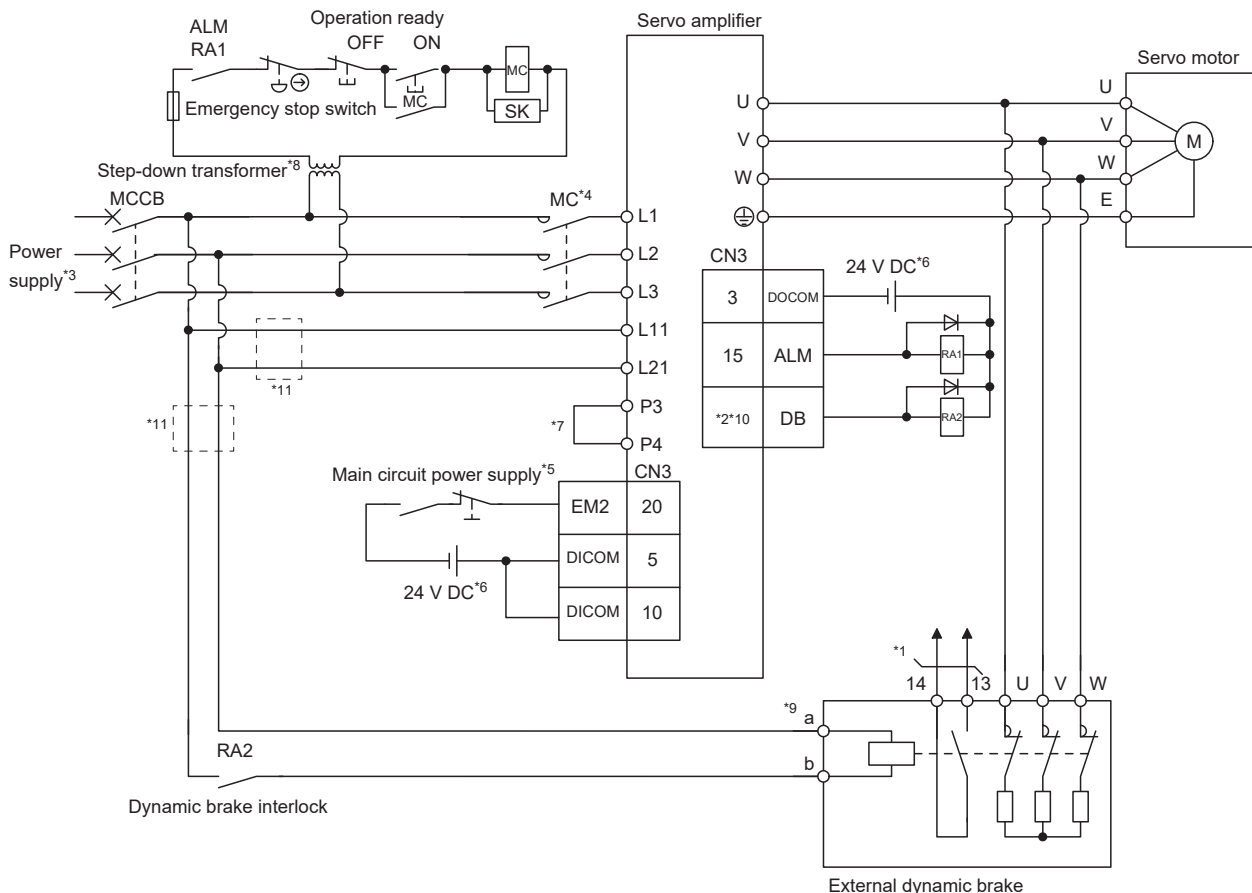 Operation ready
Servo amplifier
ALM
RA1
OFF
ON
MC
Servo motor
MC
SK
Emergency stop switch
U
U
V
V
M
W
W
Step-down transformer*8
MCCB
MC*4
L1
E
Power
supply*3
L2
L3
CN3
24 V DC*6
3
DOCOM
L11
15
ALM
RA1
L21
*11
*11
*2*10
DB
RA2
P3
*7
P4
Main circuit power supply*5
CN3
EM2
20
DICOM
5
24 V DC*6
DICOM
10
*1
14
13
U
V
W
*9
a
RA2
b
Dynamic brake interlock
External dynamic brake